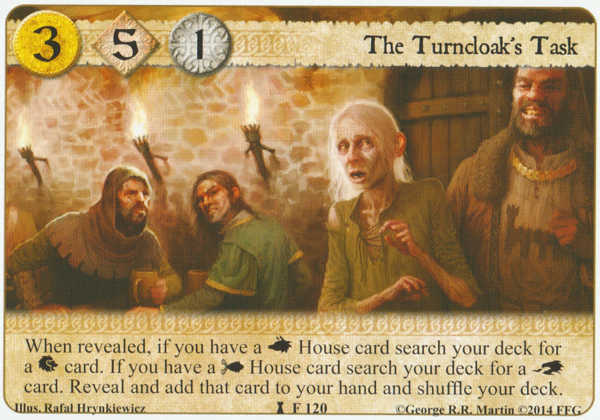 3 5 1 The Turncloak's Task
When revealed, if you have a House card search your deck for
a card. If you have a House card search your deck for a
card. Reveal and add that card to your hand and shuffle your deck.
Illus. Rafal Hrynkiewicz F 120 ©George R.R. Martin ©2014 FFG